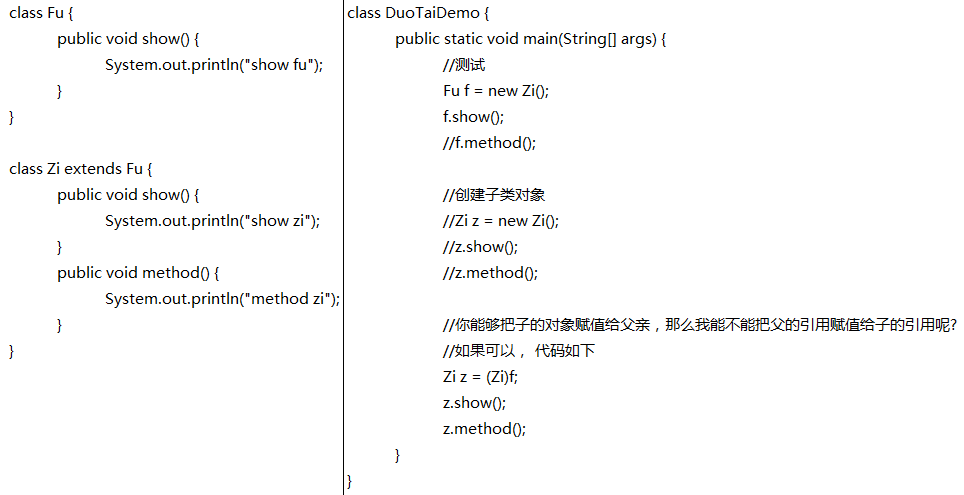 class Fu {
public void show() {
System.out.println("show fu");
}
}
class Zi extends Fu {
public void show() {
System.out.println("show zi");
}
public void method() {
System.out.println("method zi");
}
}
class DuoTaiDemo {
public static void main(String[] args) {
//测试
Fu f = new Zi();
f.show();
//f.method();
//创建子类对象
//Zi z = new Zi();
//z.show();
//z.method();
//你能够把子的对象赋值给父亲，那么我能不能把父的引用赋值给子的引用呢?
//如果可以， 代码如下
Zi z = (Zi)f;
z.show();
z.method();
}
}